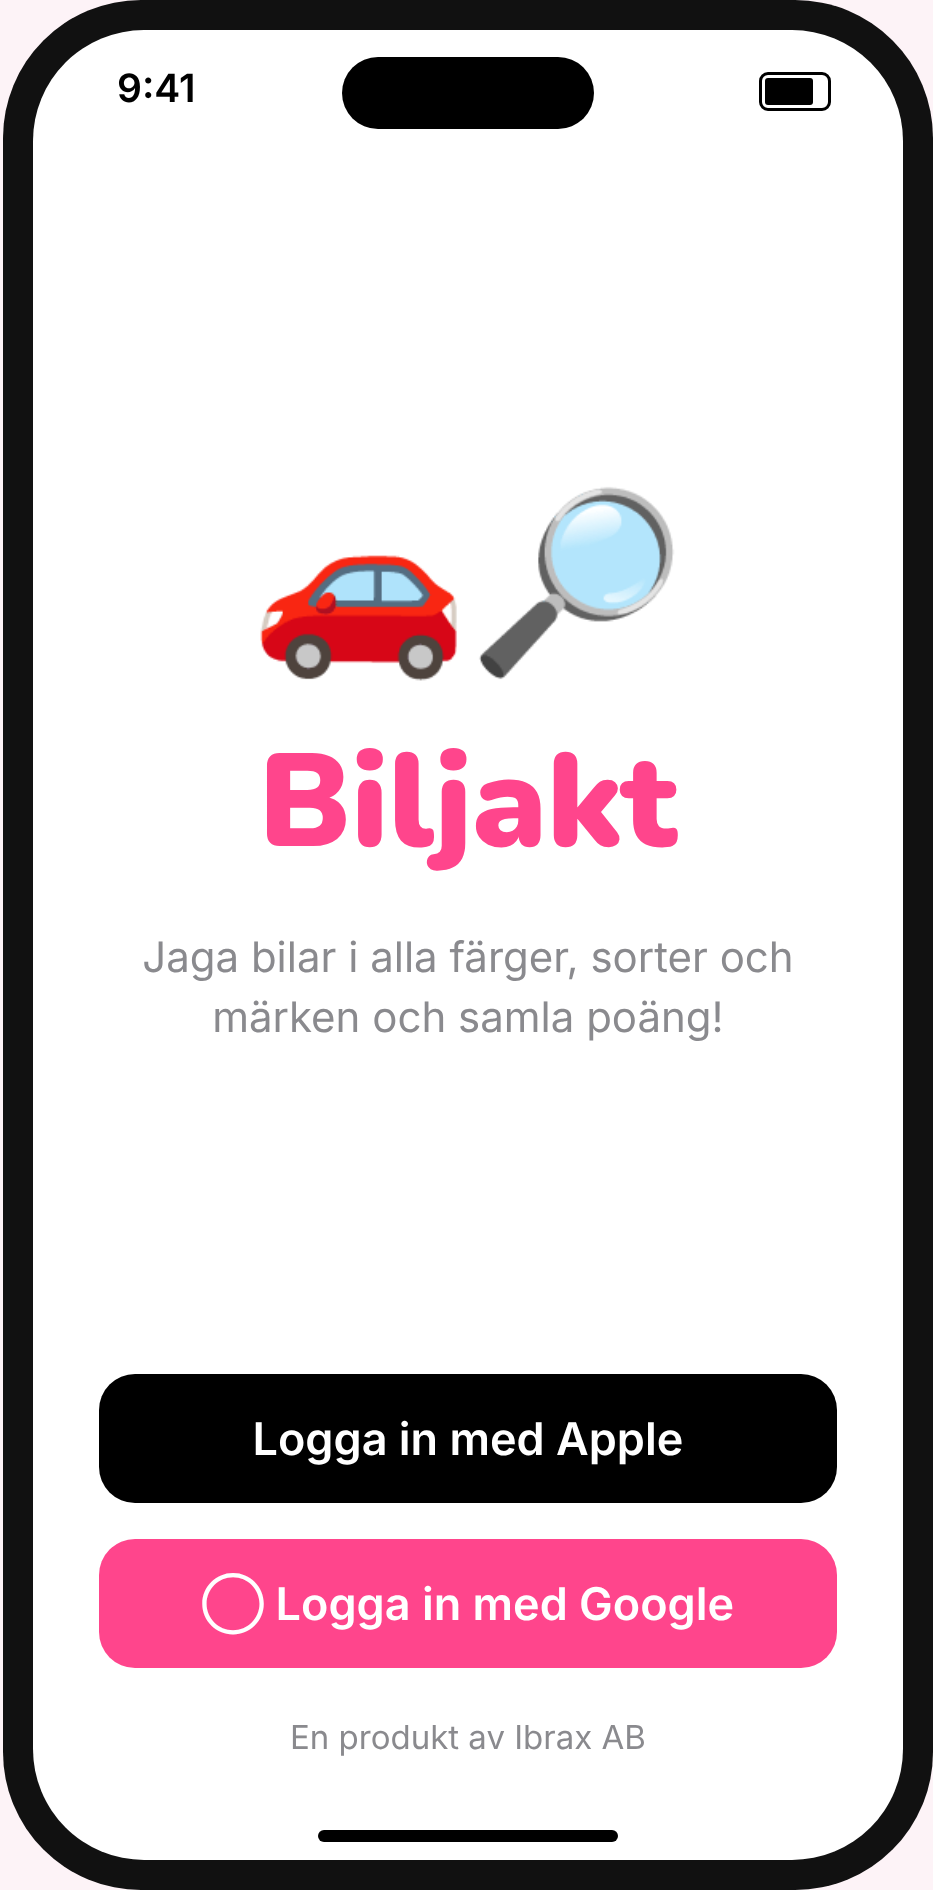 9:41
Biljakt
Jaga bilar i alla färger, sorter och
märken och samla poäng!
Logga in med Apple
Logga in med Google
En produkt av Ibrax AB